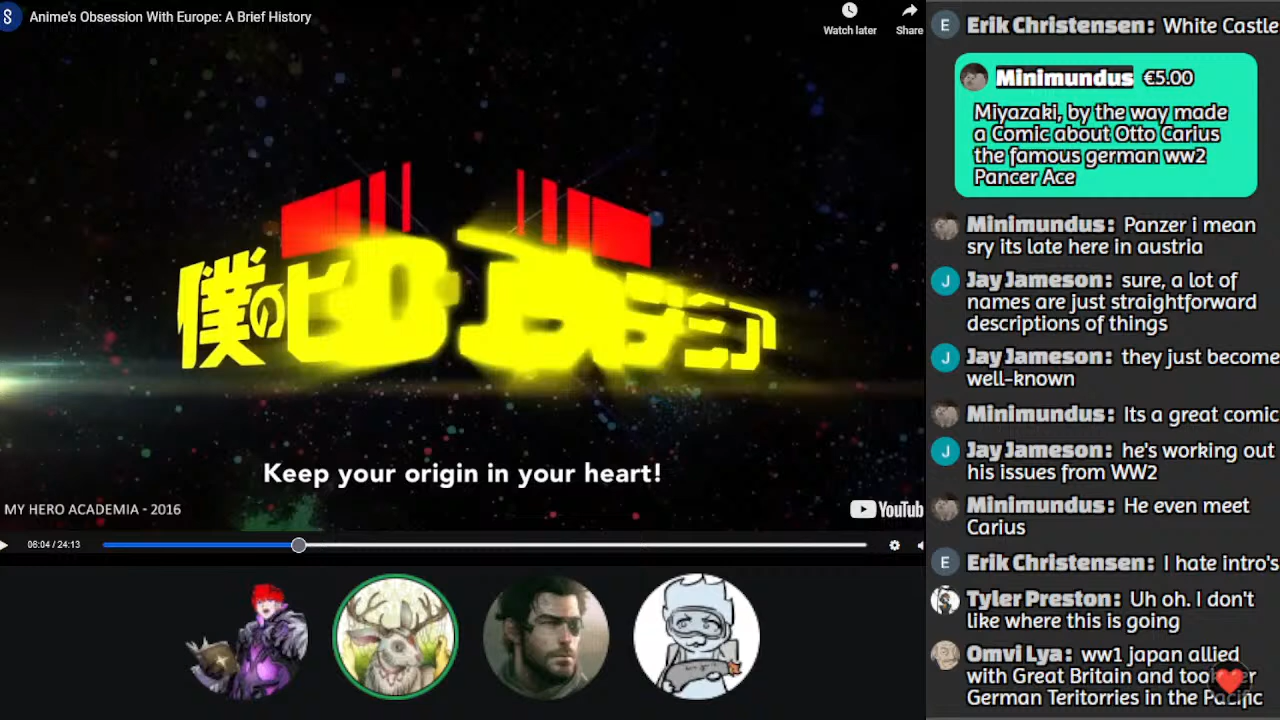 Anime's Obsession With Europe: A Brief History
Watch later
Share
僕のヒーローアカデミア
Keep your origin in your heart!
MY HERO ACADEMIA - 2016
YouTub
06:04 / 24:13
Erik Christensen: White Castle
Minimundus €5.00
Miyazaki, by the way made
a Comic about Otto Carius
the famous german ww2
Pancer Ace
Minimundus: Panzer i mean
sry its late here in austria
Jay Jameson: sure, a lot of
names are just straightforward
descriptions of things
Jay Jameson: they just become
well-known
Minimundus: Its a great comic
Jay Jameson: he's working out
his issues from WW2
Minimundus: He even meet
Carius
Erik Christensen: I hate intro's
Tyler Preston: Uh oh. I don't
like where this is going
Omvi Lya: ww1 japan allied
with Great Britain and took er
German Teritorries in the Pacific